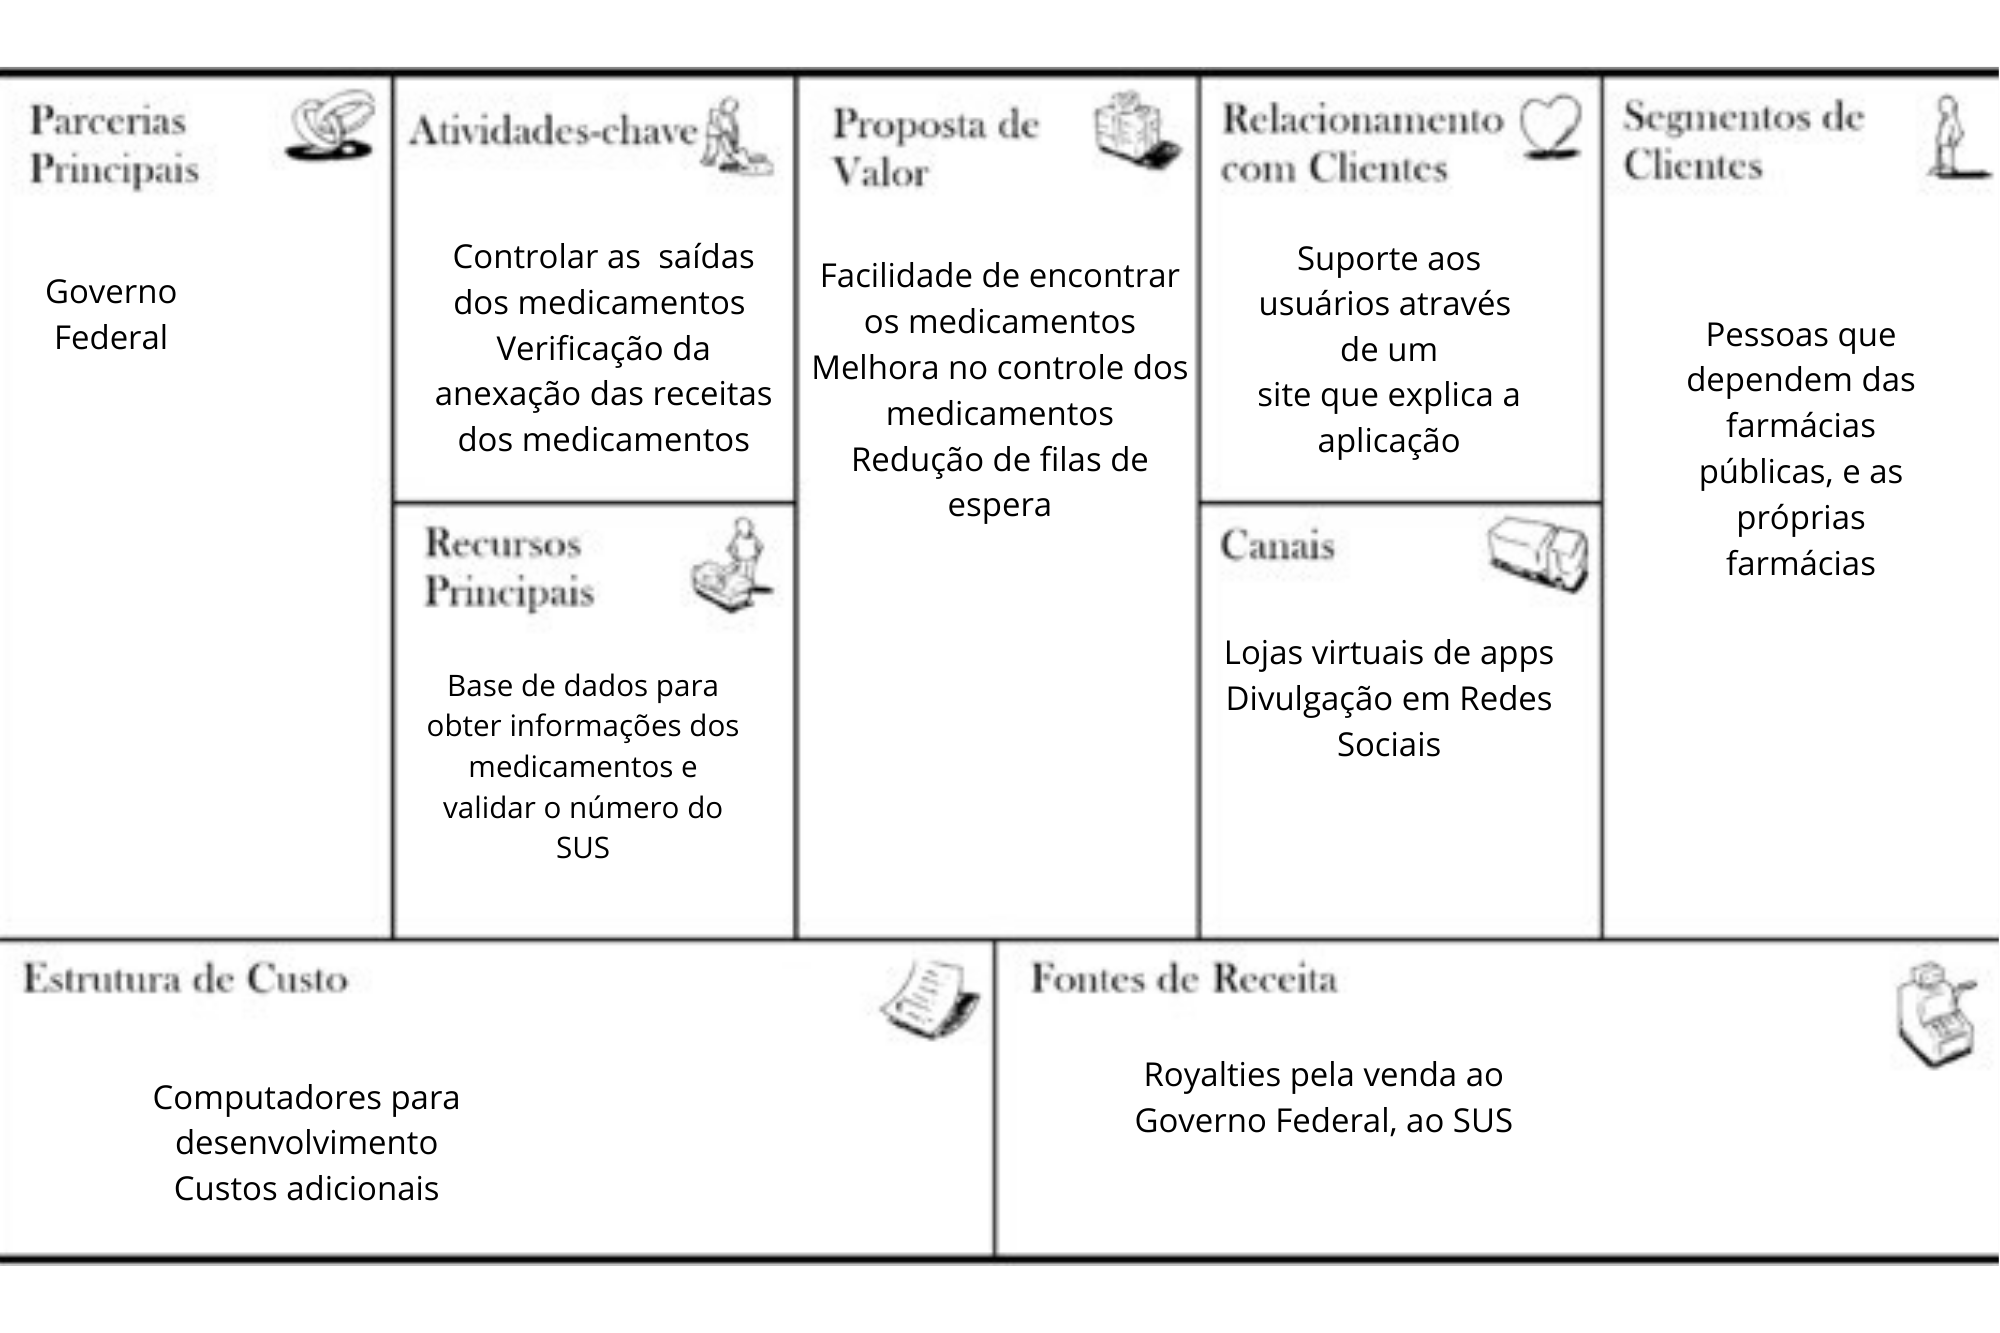 Parcerias
Principais
Governo
Federal
Atividades-chave
Controlar as  saídas
dos medicamentos
Verificação da
anexação das receitas
dos medicamentos
Recursos
Principais
Base de dados para
obter informações dos
medicamentos e
validar o número do
SUS
Proposta de
Valor
Facilidade de encontrar
os medicamentos
Melhora no controle dos
medicamentos
Redução de filas de
espera
Relacionamento
com Clientes
Suporte aos
usuários através
de um
site que explica a
aplicação
Canais
Lojas virtuais de apps
Divulgação em Redes
Sociais
Segmentos de
Clientes
Pessoas que
dependem das
farmácias
públicas, e as
próprias
farmácias
Estrutura de Custo
Computadores para
desenvolvimento
Custos adicionais
Fontes de Receita
Royalties pela venda ao
Governo Federal, ao SUS